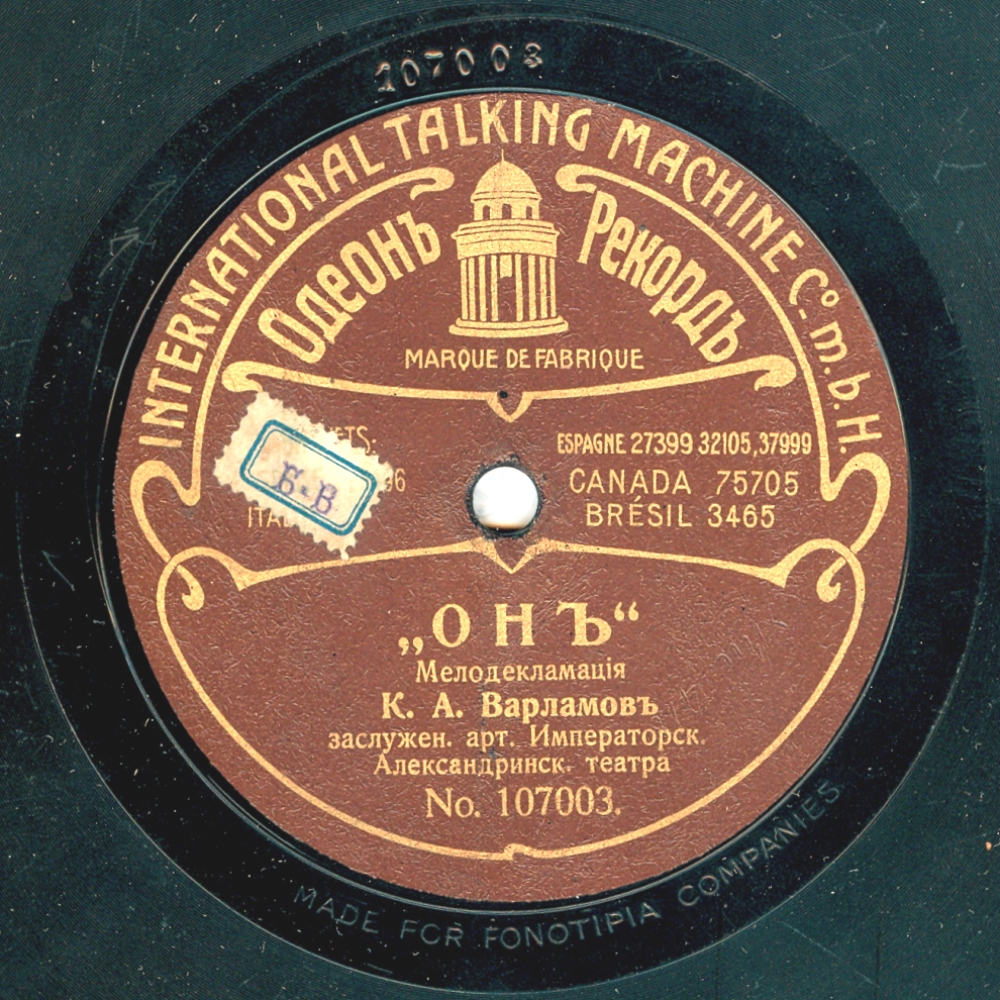 107003
INTERNATIONAL TALKING MACHINE Co. m.b.H.
Одеонъ Рекордъ
MARQUE DE FABRIQUE
ESPAGNE 27399 32105,37999
CANADA 75705
BRÉSIL 3465
Б.В
„ОНЪ“
Мелодекламація
К. А. Варламовъ
заслужен. арт. Императорск.
Александринск. театра
No. 107003.
MADE FOR FONOTIPIA COMPANIES